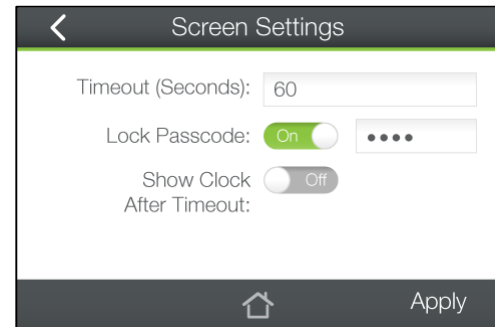 Screen Settings
Timeout (Seconds): 60
Lock Passcode: On ••••
Show Clock Off
After Timeout:
Apply